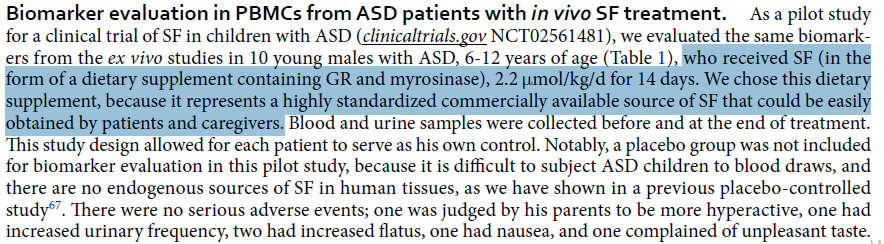 Biomarker evaluation in PBMCs from ASD patients with in vivo SF treatment. As a pilot study
for a clinical trial of SF in children with ASD (clinicaltrials.gov NCT02561481), we evaluated the same biomark-
ers from the ex vivo studies in 10 young males with ASD, 6-12 years of age (Table 1), who received SF (in the
form of a dietary supplement containing GR and myrosinase), 2.2 μmol/kg/d for 14 days. We chose this dietary
supplement, because it represents a highly standardized commercially available source of SF that could be easily
obtained by patients and caregivers. Blood and urine samples were collected before and at the end of treatment.
This study design allowed for each patient to serve as his own control. Notably, a placebo group was not included
for biomarker evaluation in this pilot study, because it is difficult to subject ASD children to blood draws, and
there are no endogenous sources of SF in human tissues, as we have shown in a previous placebo-controlled
study67. There were no serious adverse events; one was judged by his parents to be more hyperactive, one had
increased urinary frequency, two had increased flatus, one had nausea, and one complained of unpleasant taste.